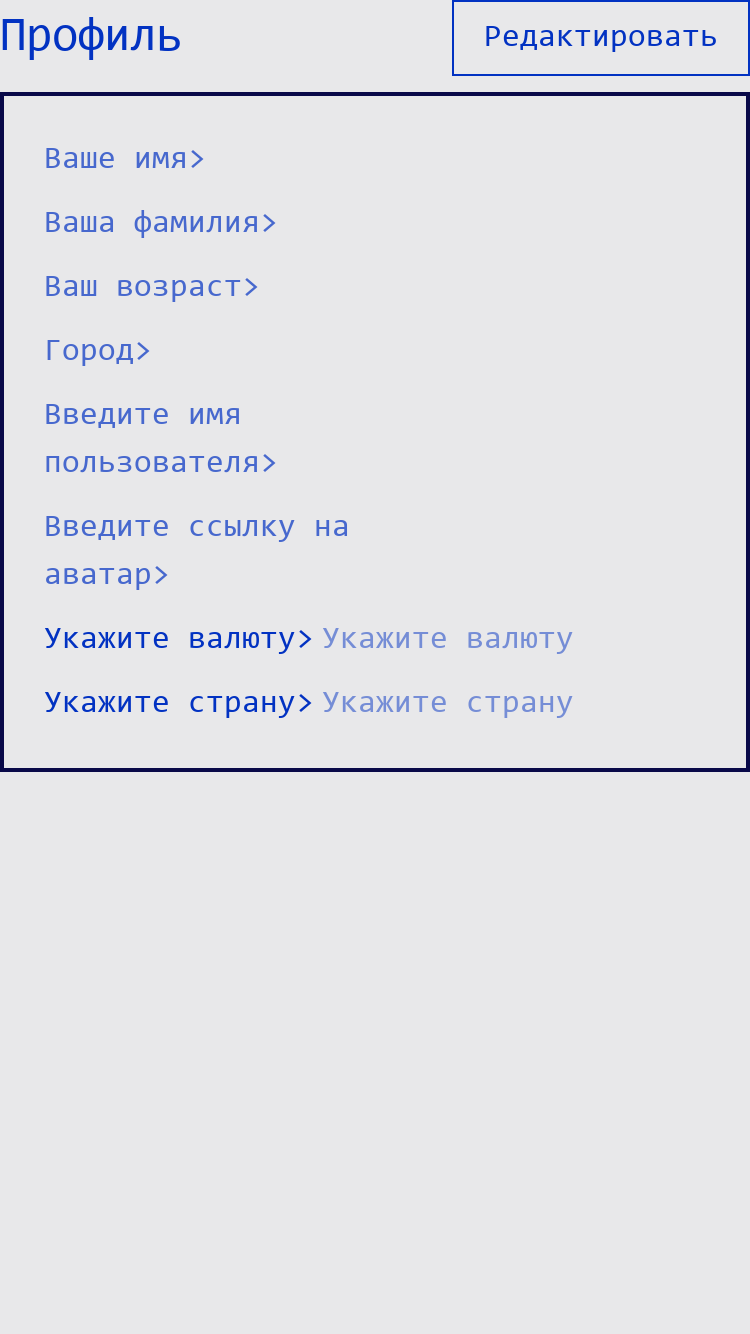 Профиль
Редактировать
Ваше имя>
Ваша фамилия>
Ваш возраст>
Город>
Введите имя
пользователя>
Введите ссылку на
аватар>
Укажите валюту> Укажите валюту
Укажите страну> Укажите страну